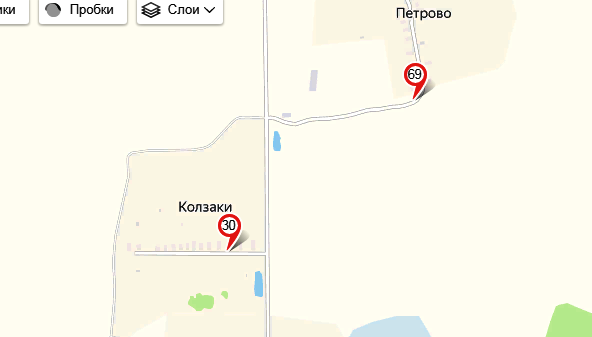 Пробки
Слои
Петрово
69
Колзаки
30